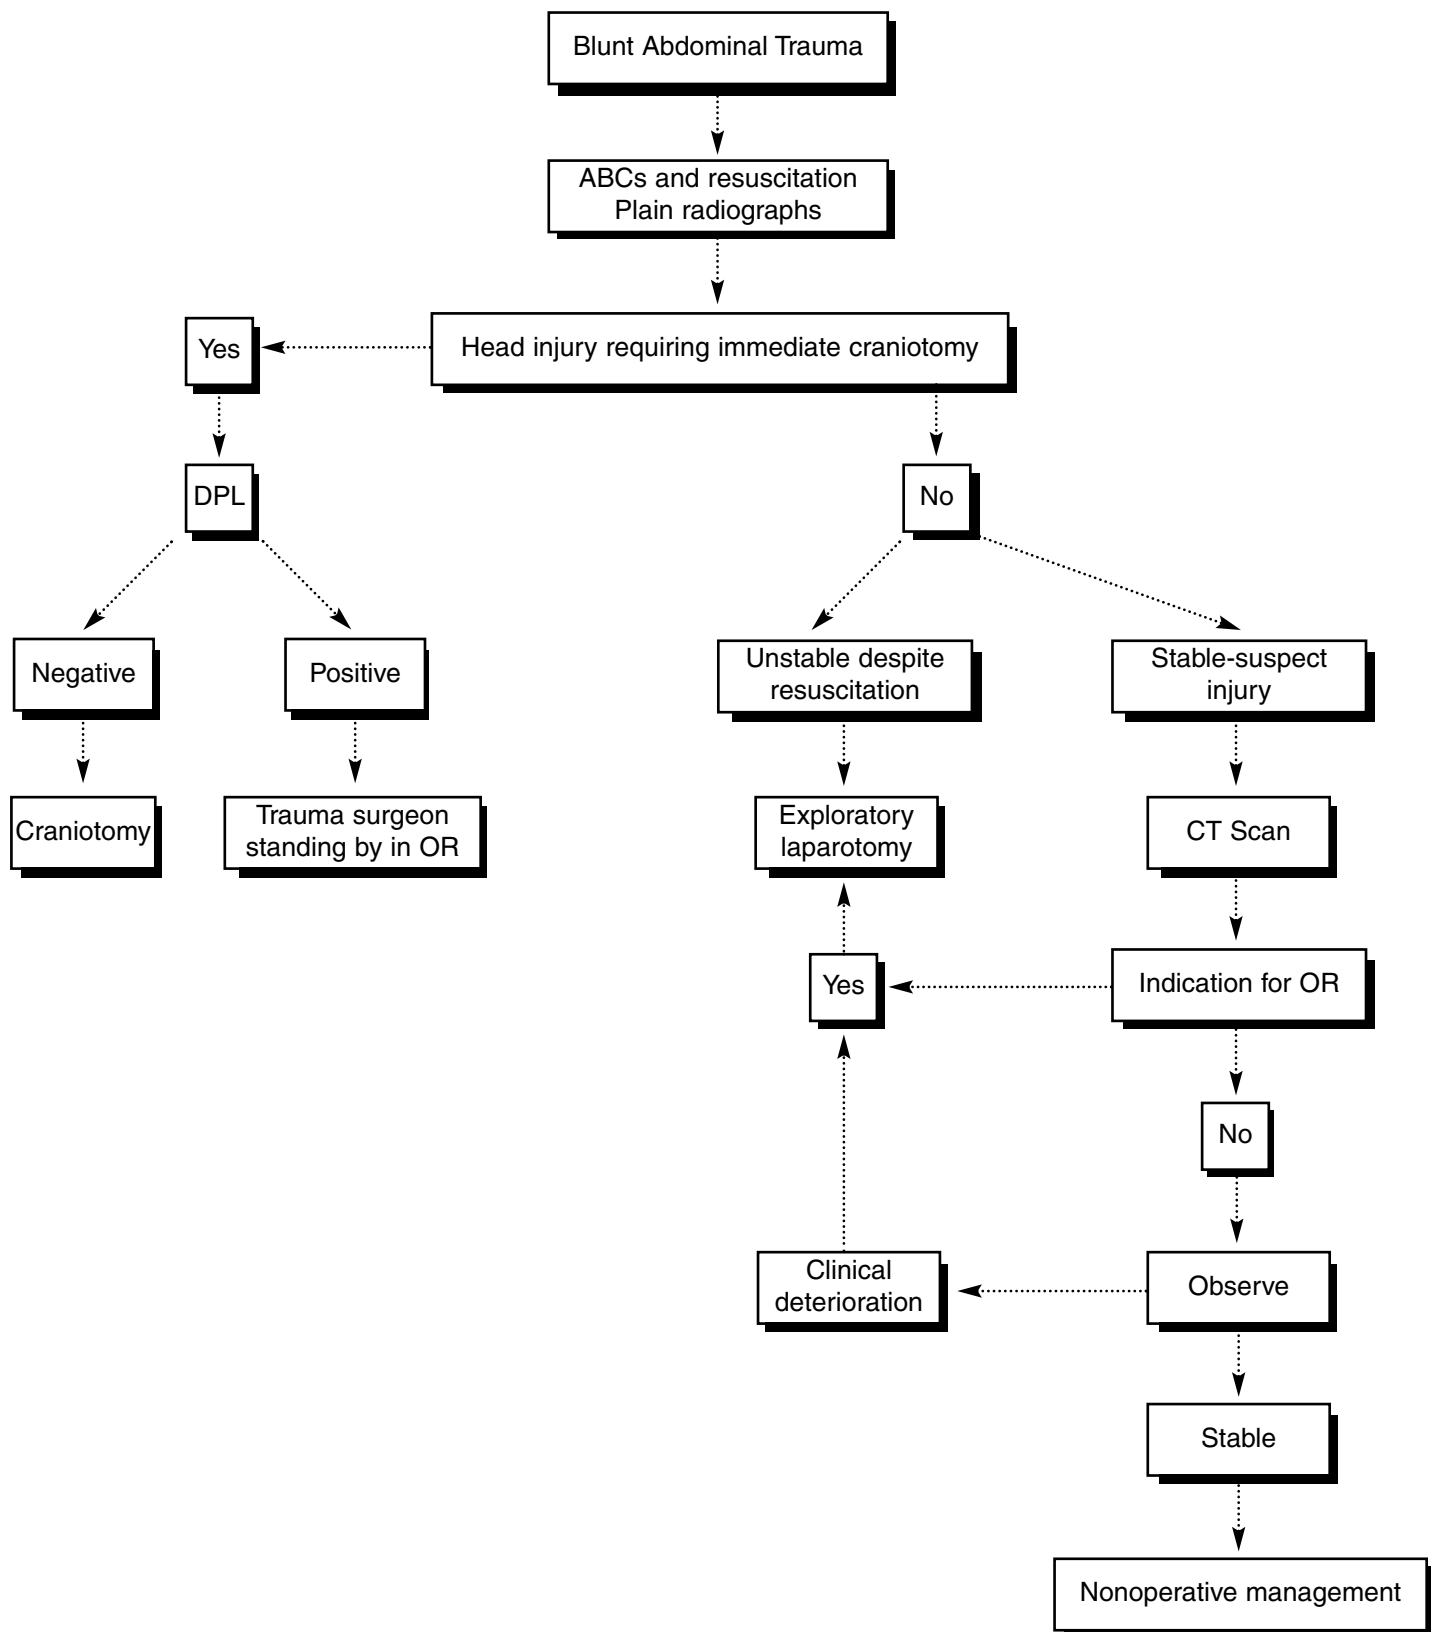 Blunt Abdominal Trauma
ABCs and resuscitation
Plain radiographs
Yes
Head injury requiring immediate craniotomy
DPL
No
Negative
Positive
Unstable despite
resuscitation
Stable-suspect
injury
Craniotomy
Trauma surgeon
standing by in OR
Exploratory
laparotomy
CT Scan
Yes
Indication for OR
No
Clinical
deterioration
Observe
Stable
Nonoperative management